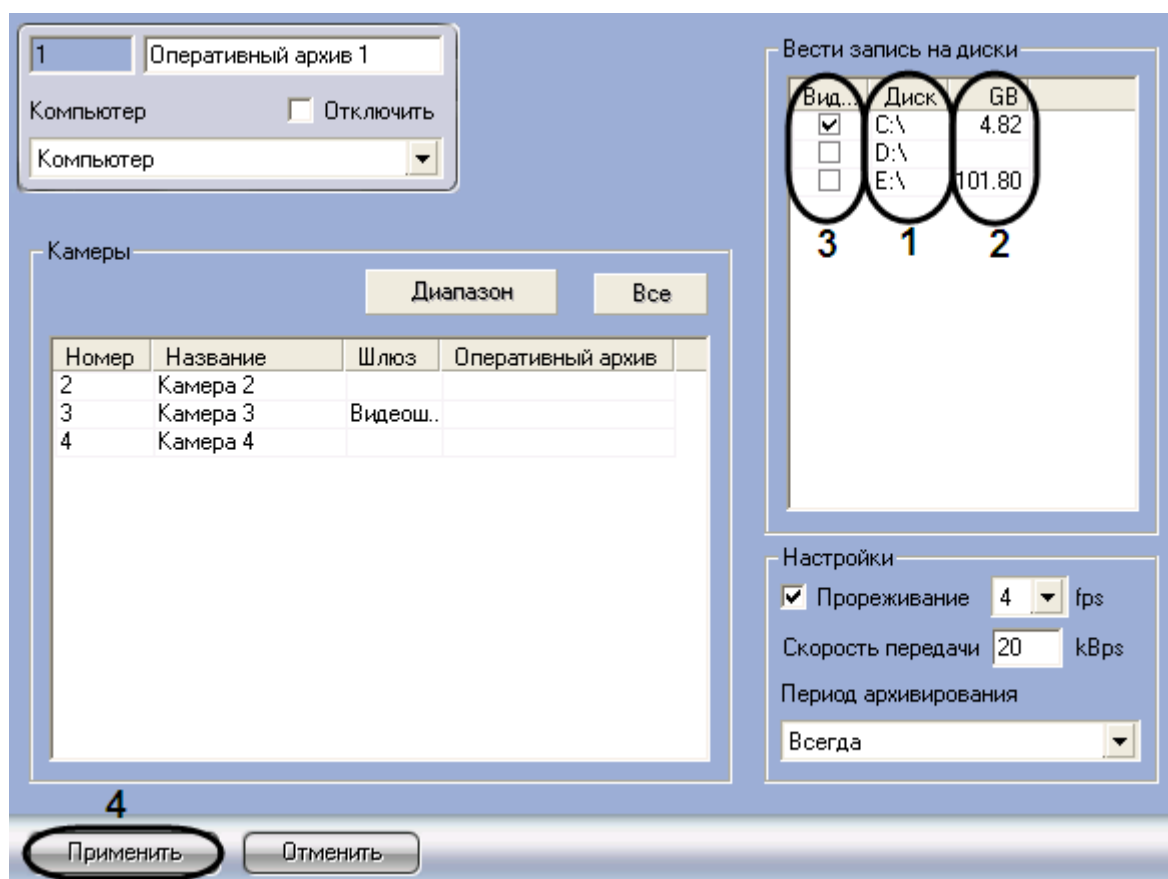 1 Оперативный архив 1
Компьютер Отключить
Компьютер
Камеры
Диапазон Все
Номер Название Шлюз Оперативный архив
2 Камера 2
3 Камера 3 Видеош..
4 Камера 4
Вести запись на диски
Вид... Диск GB
C:\ 4.82
D:\
E:\ 101.80
3 1 2
Настройки
Прореживание 4 fps
Скорость передачи 20 kBps
Период архивирования
Всегда
4
Применить Отменить